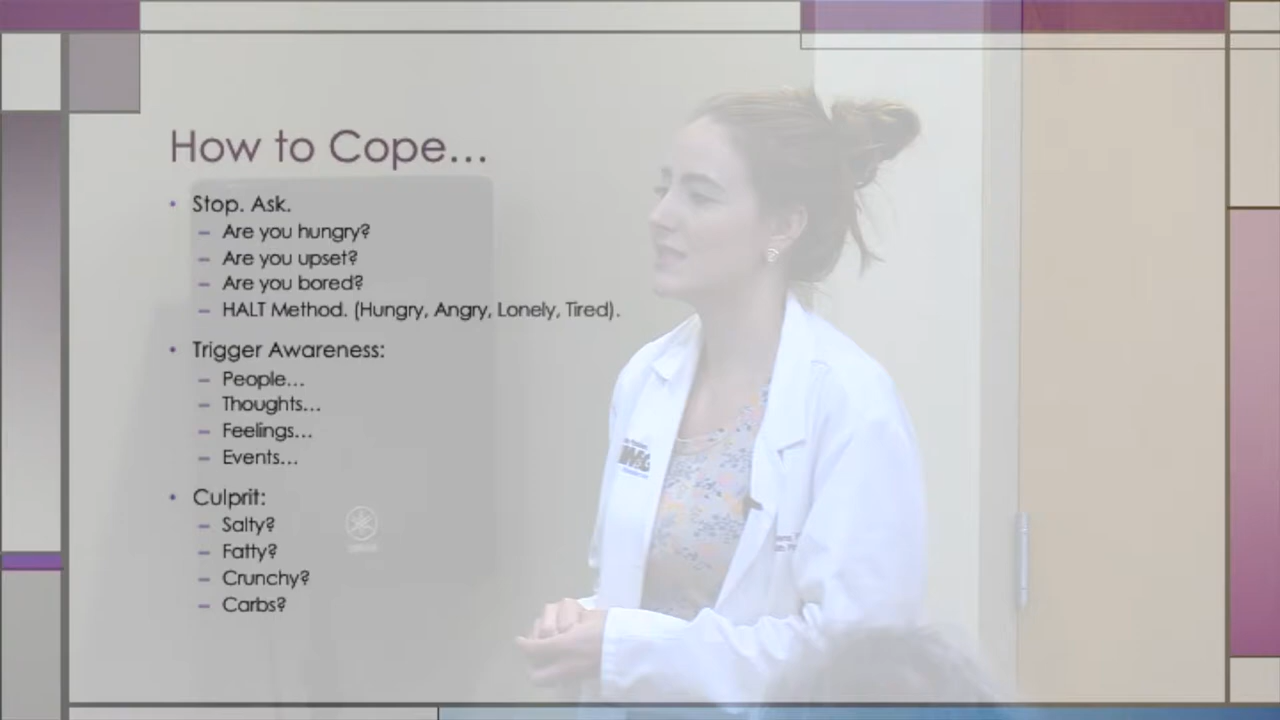 How to Cope...
• Stop. Ask.
– Are you hungry?
– Are you upset?
– Are you bored?
– HALT Method. (Hungry, Angry, Lonely, Tired).
• Trigger Awareness:
– People...
– Thoughts...
– Feelings...
– Events...
• Culprit:
– Salty?
– Fatty?
– Crunchy?
– Carbs?